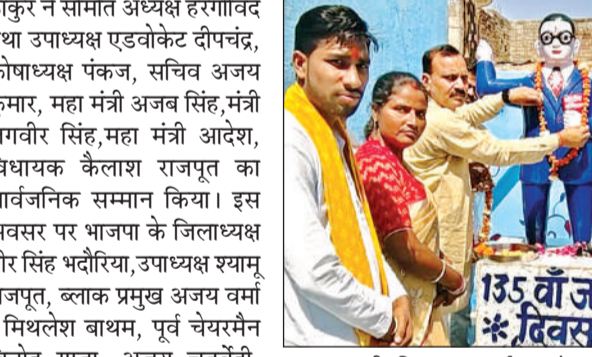 ठाकुर ने समिति अध्यक्ष हरगोविंद
तथा उपाध्यक्ष एडवोकेट दीपचंद्र,
कोषाध्यक्ष पंकज, सचिव अजय
कुमार, महा मंत्री अजब सिंह,मंत्री
जगवीर सिंह,महा मंत्री आदेश,
विधायक कैलाश राजपूत का
सार्वजनिक सम्मान किया। इस
अवसर पर भाजपा के जिलाध्यक्ष
वीर सिंह भदौरिया,उपाध्यक्ष श्यामू
राजपूत, ब्लाक प्रमुख अजय वर्मा
मिथलेश बाथम, पूर्व चेयरमैन
135 वाँ
दिवस